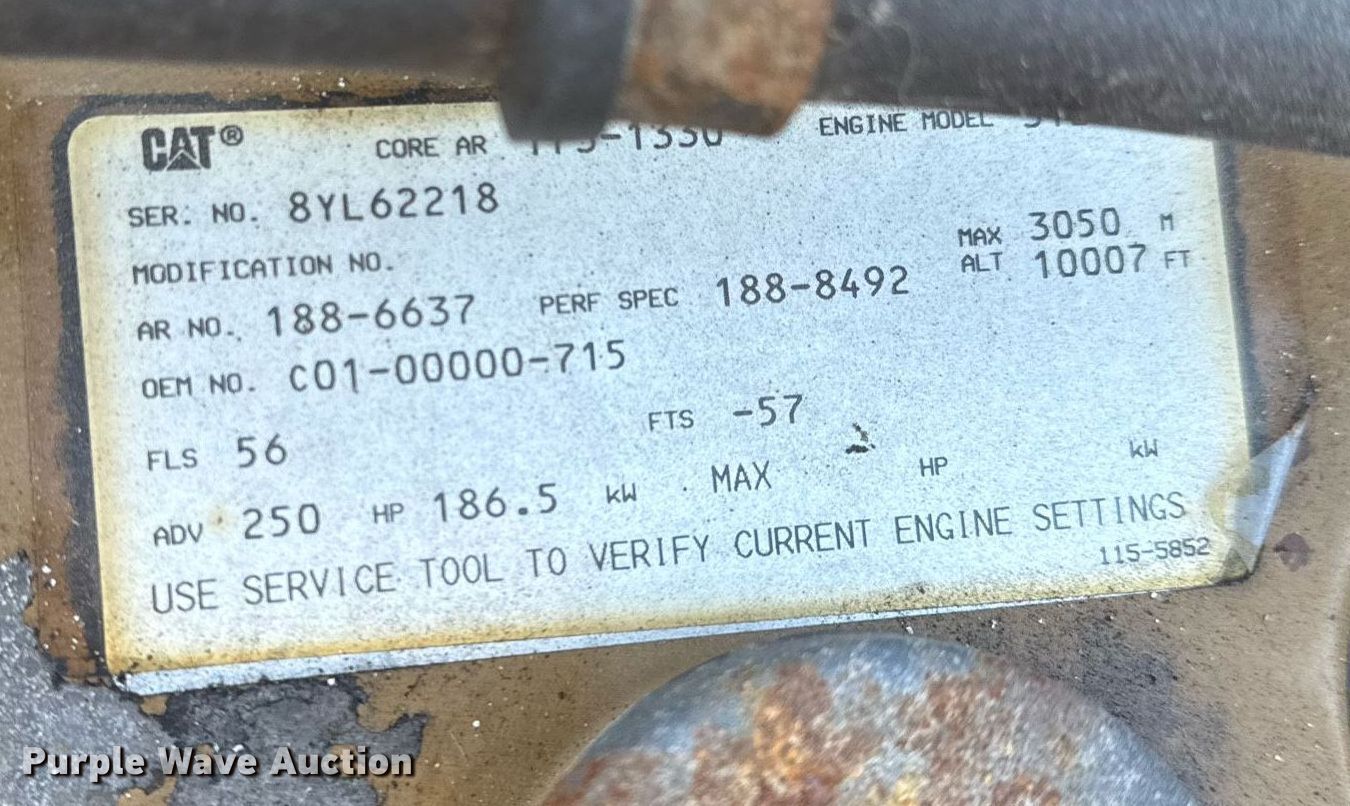 CAT® CORE AR ENGINE MODEL
SER. NO. 8YL62218
MODIFICATION NO. MAX ALT 3050 M 10007 FT
AR NO. 188-6637 PERF SPEC 188-8492
OEM NO. C01-00000-715
FLS 56 FTS -57
ADV 250 HP 186.5 kW MAX HP kW
USE SERVICE TOOL TO VERIFY CURRENT ENGINE SETTINGS
115-5852
Purple Wave Auction